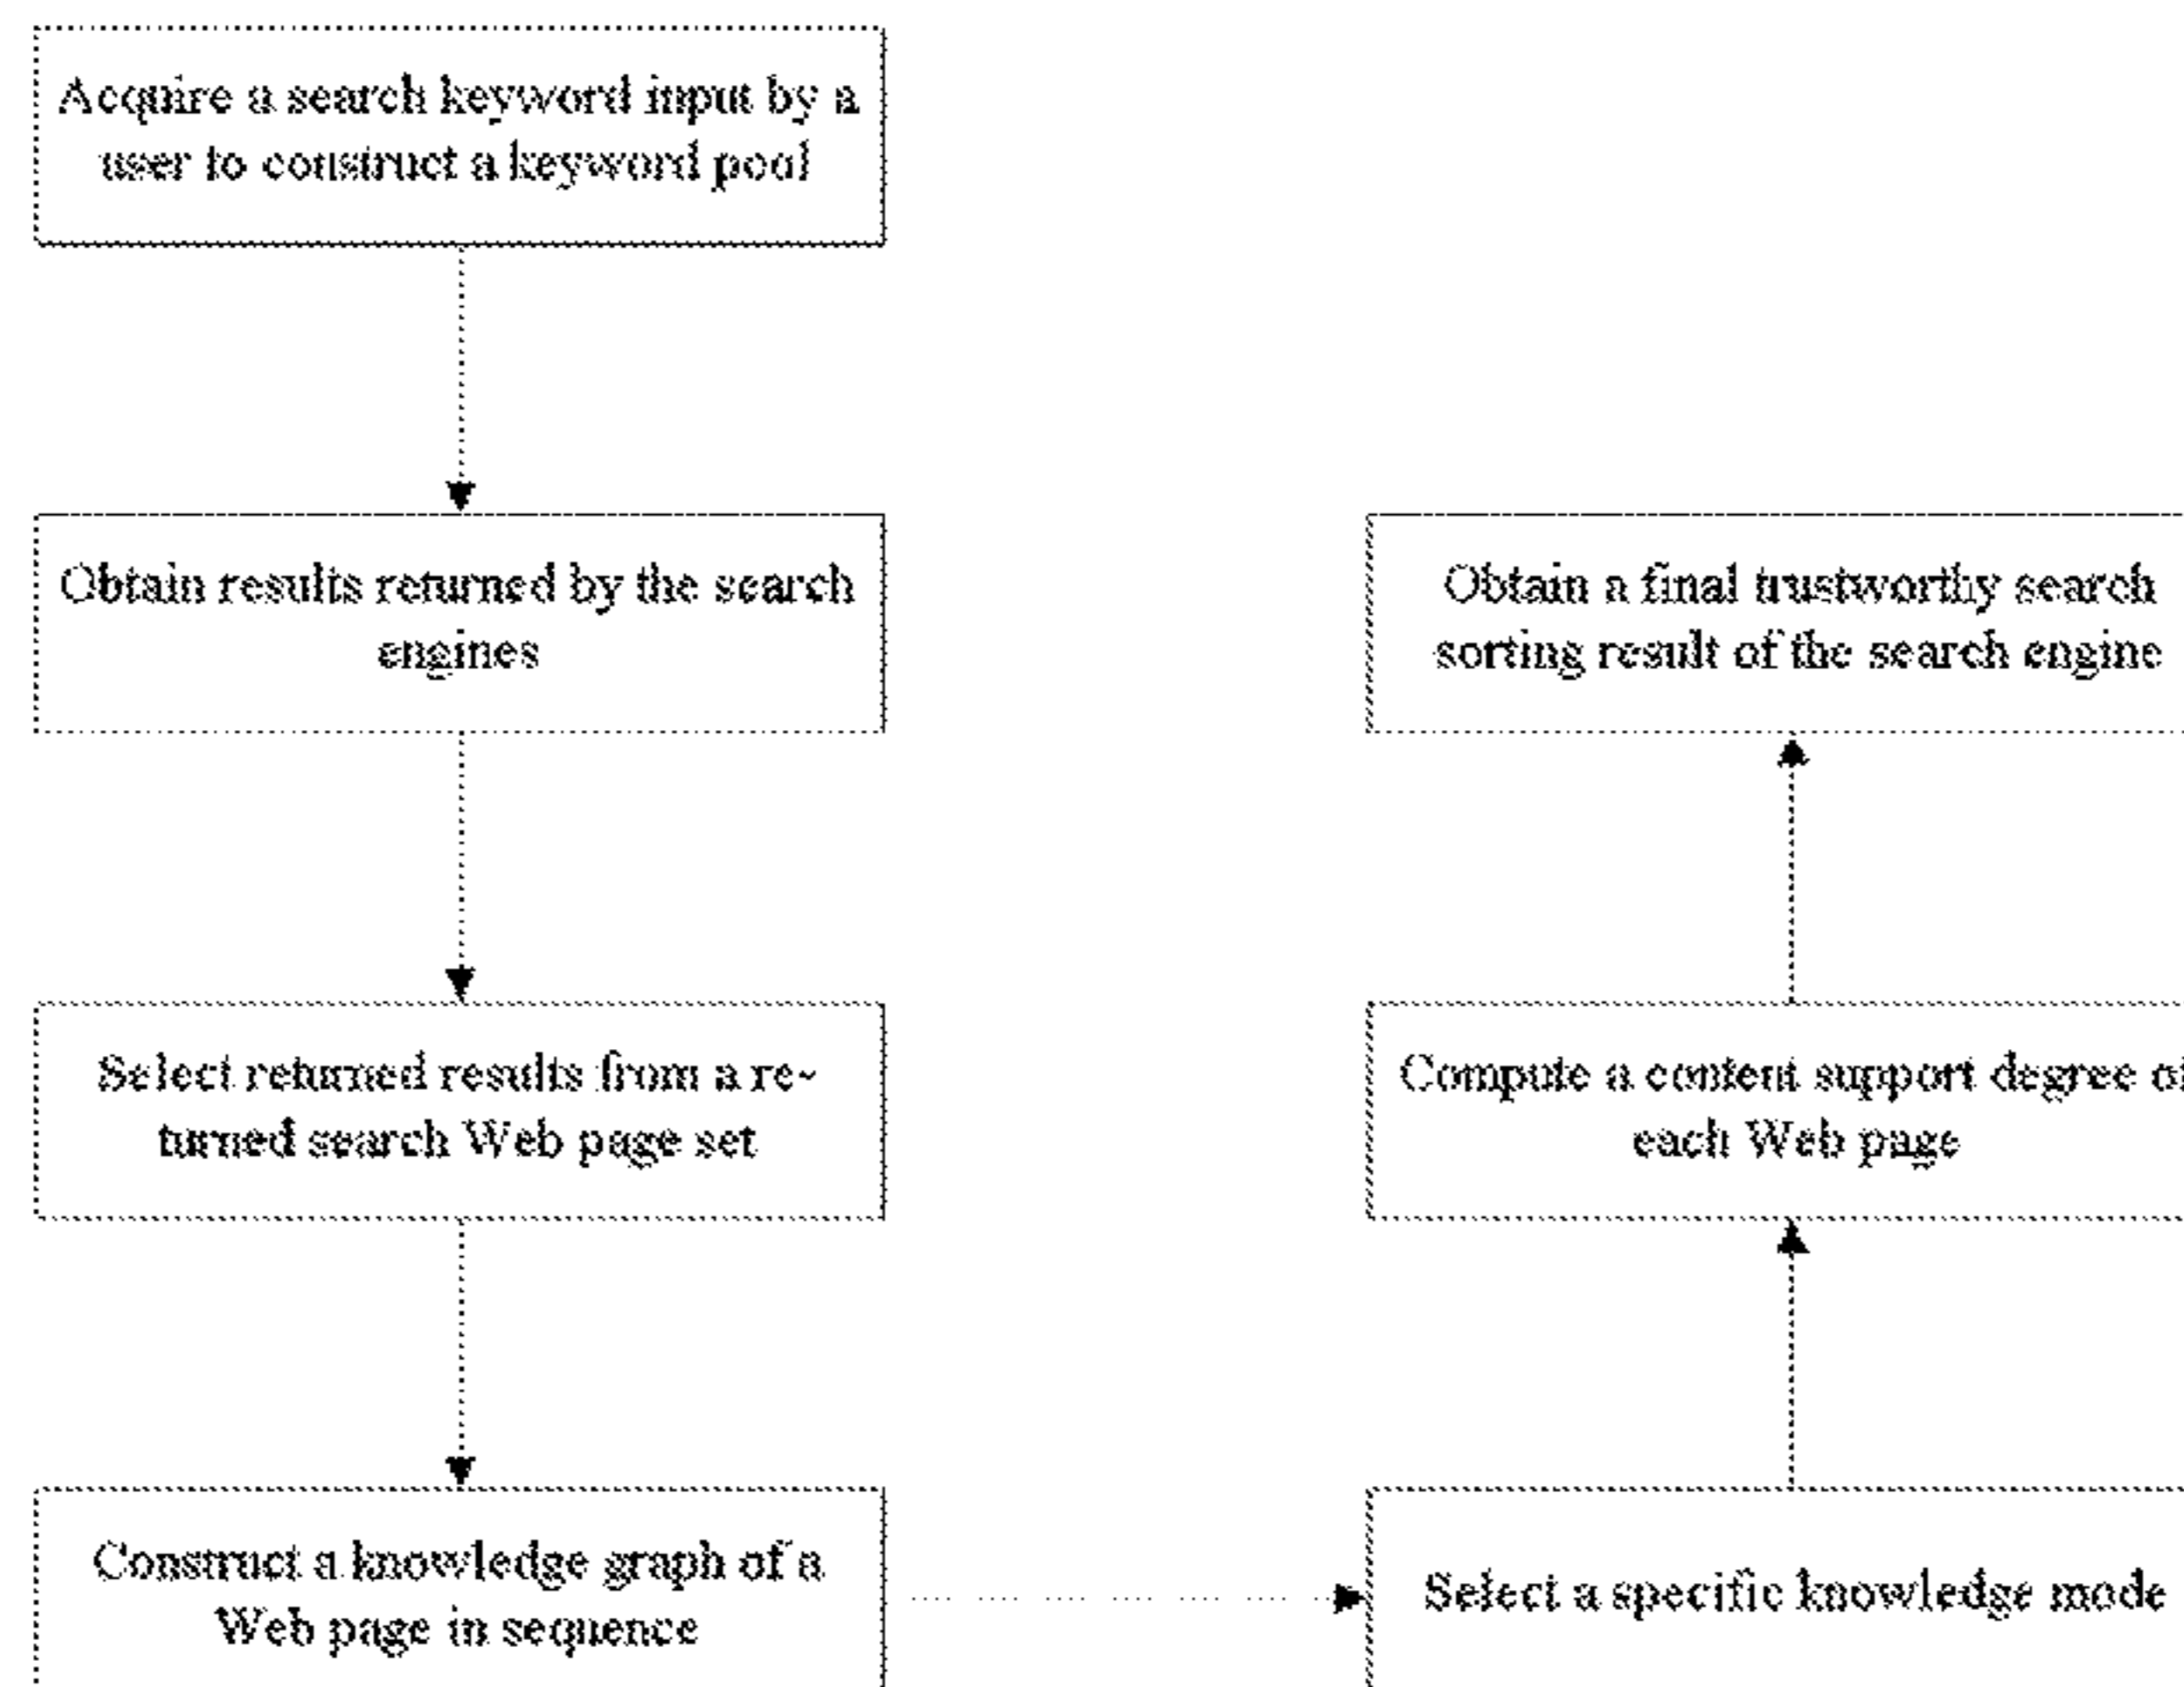 Acquire a search keyword input by a
user to construct a keyword pool
Obtain results returned by the search
engines
Select returned results from a re-
turned search Web page set
Construct a knowledge graph of a
Web page in sequence
Select a specific knowledge mode
Compute a content support degree of
each Web page
Obtain a final trustworthy search
sorting result of the search engine